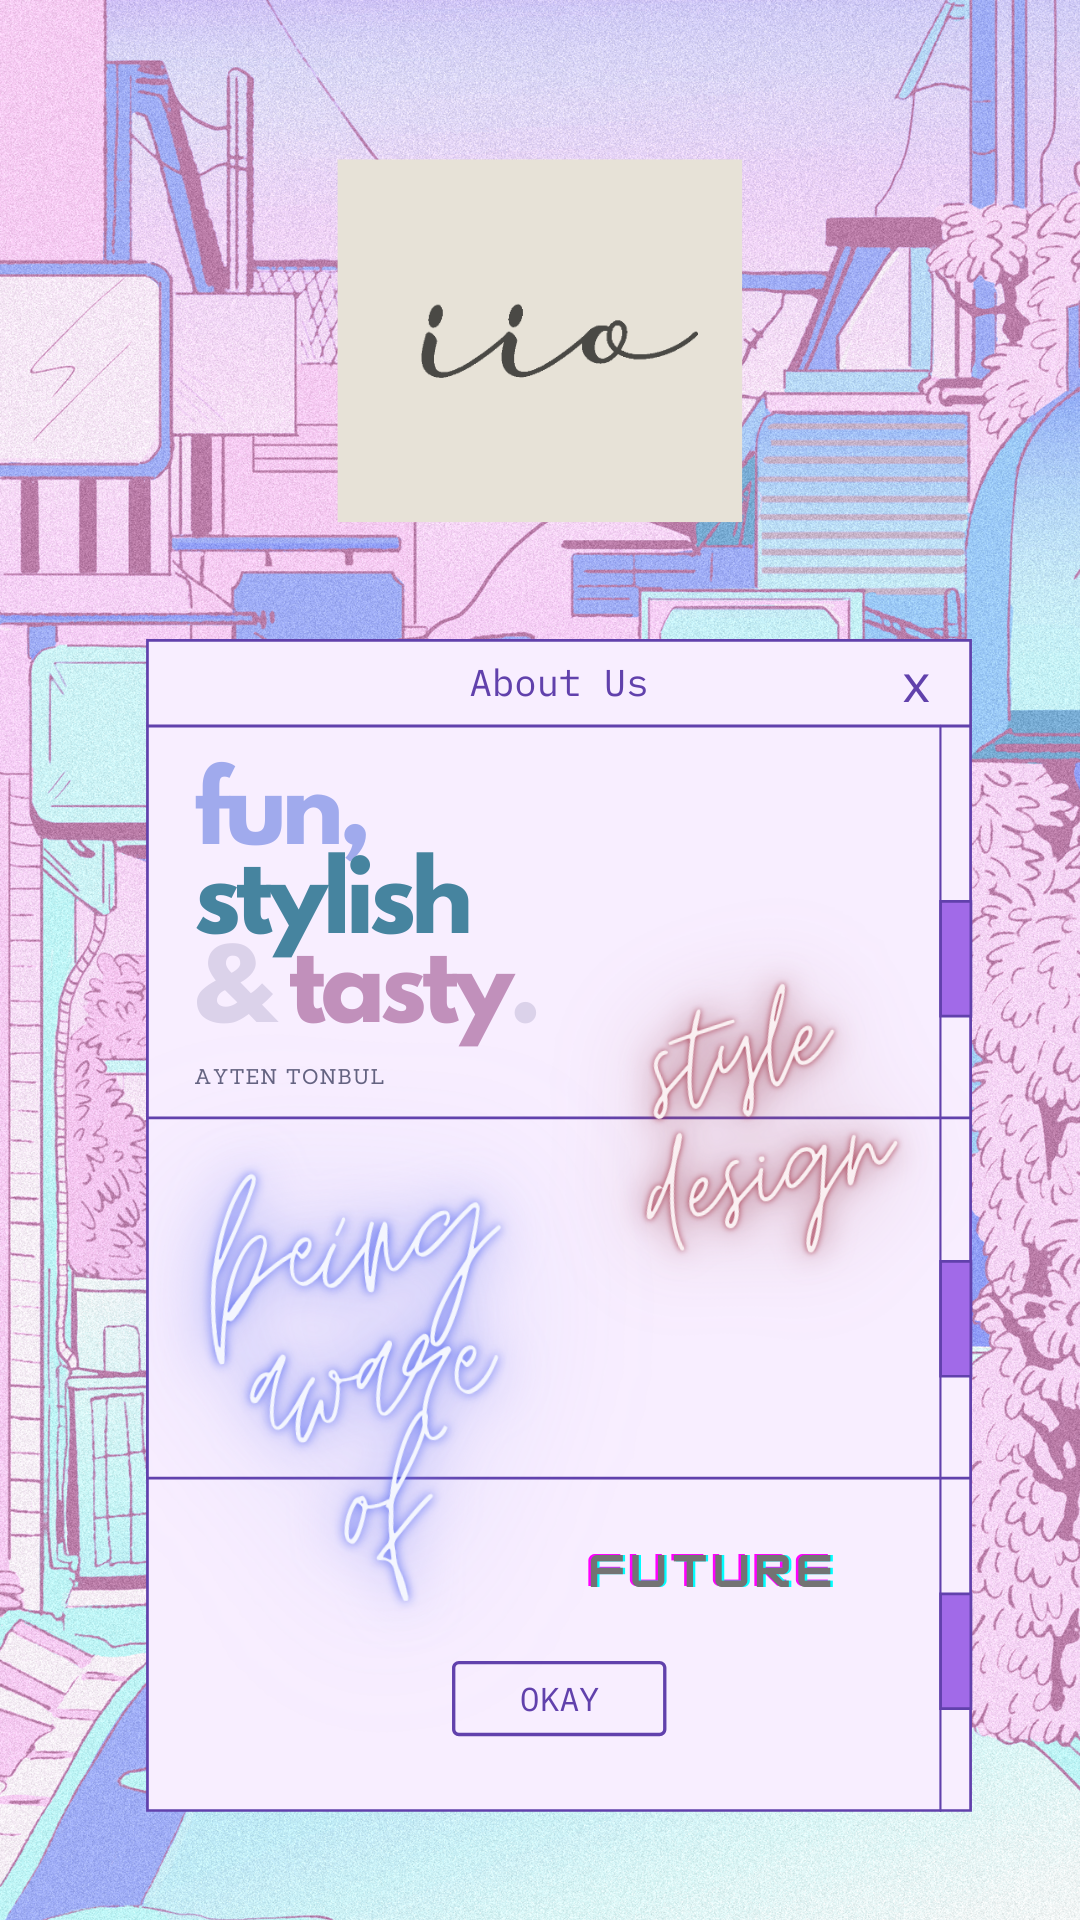 iio
About Us
x
fun,
stylish
& tasty.
AYTEN TONBUL
style
design
being
aware
of
FUTURE
OKAY